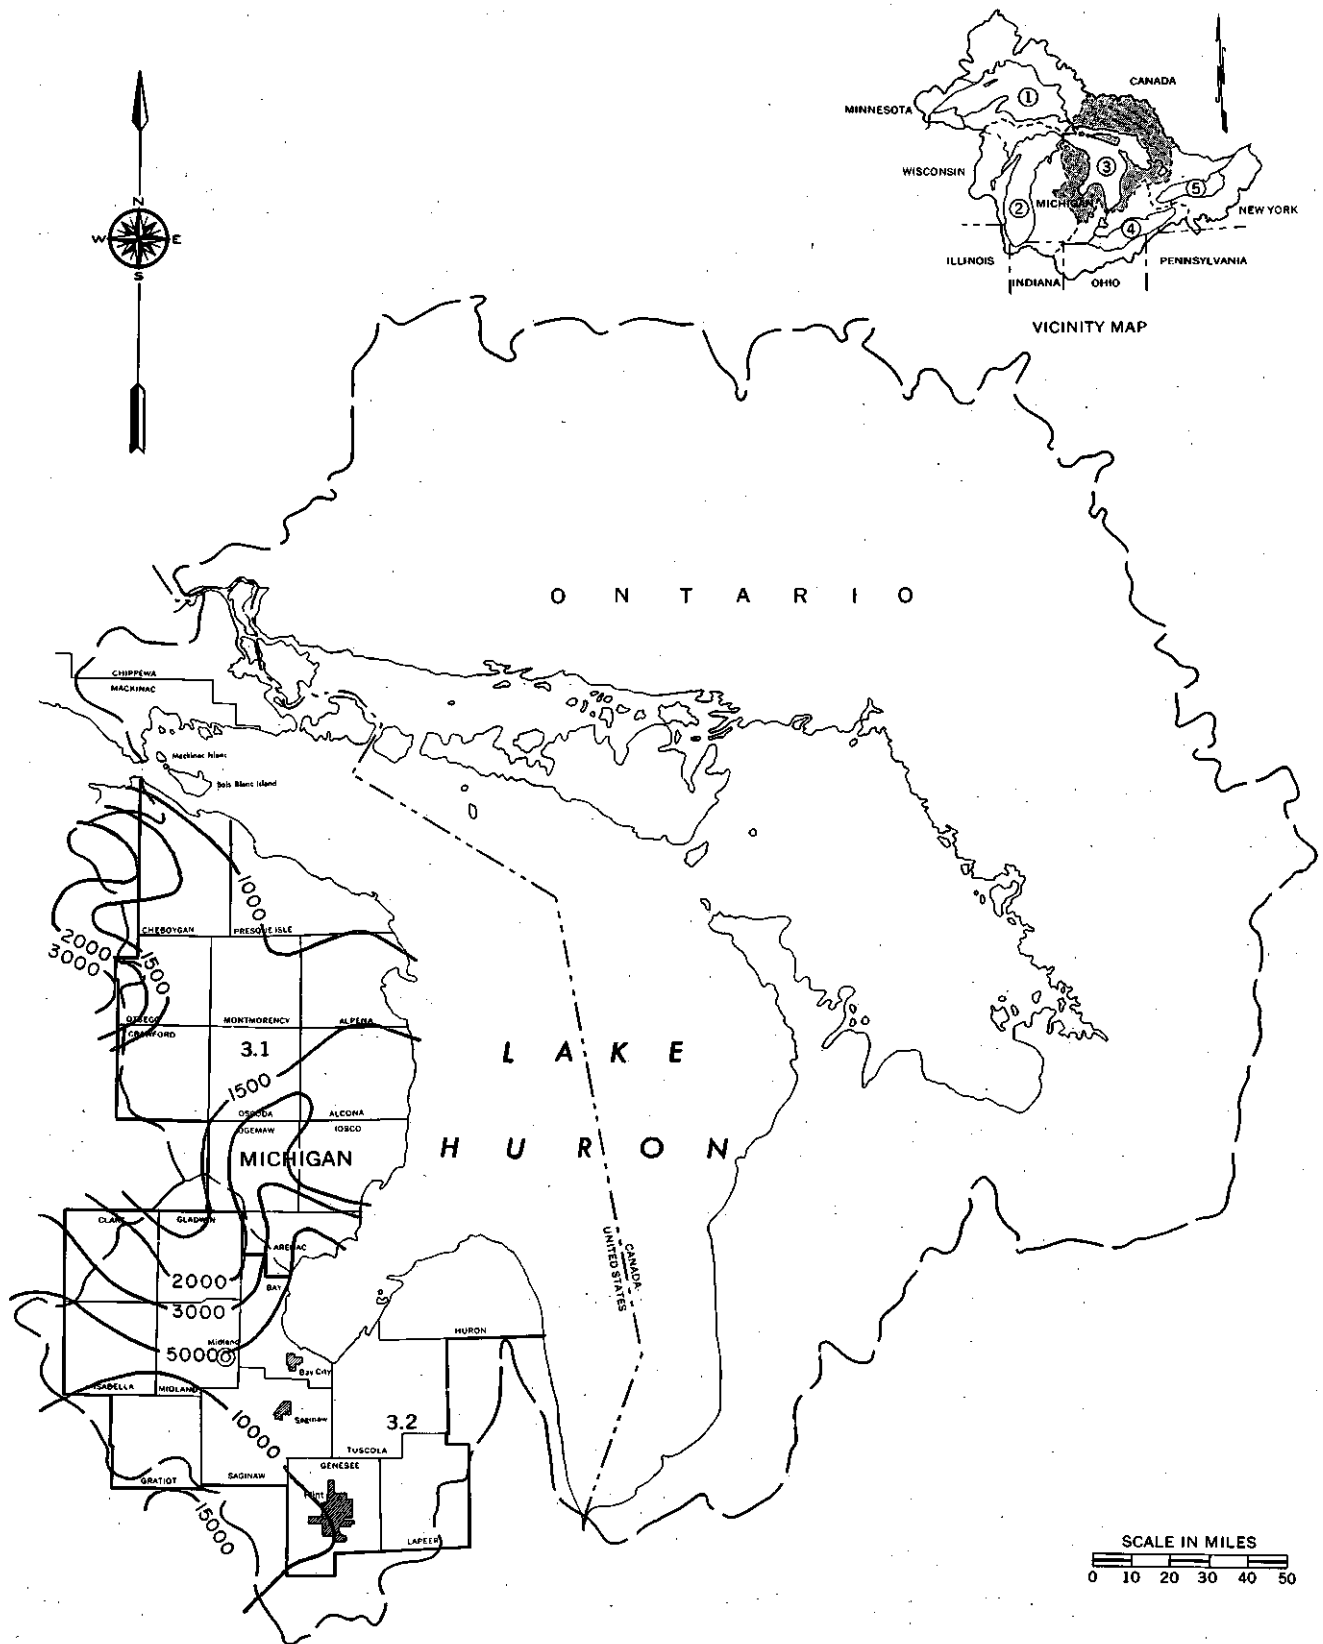 CANADA
MINNESOTA
1
WISCONSIN
3
5
2
MICHIGAN
NEW YORK
4
ILLINOIS
PENNSYLVANIA
INDIANA
OHIO
VICINITY MAP
N
W E
S
O N T A R I O
CHIPPEWA
MACKINAC
Mackinac Island
Bois Blanc Island
1000
CHEBOYGAN
PRESQUE ISLE
2000
3000
1500
OTSEGO
MONTMORENCY
ALPENA
CRAWFORD
3.1
L A K E
1500
OSCODA
ALCONA
OGEMAW
IOSCO
MICHIGAN
H U R O N
CLARE
GLADWIN
ARENAC
CANADA
UNITED STATES
2000
BAY
3000
HURON
Midland
5000
Bay City
ISABELLA
MIDLAND
10000
Saginaw
3.2
TUSCOLA
GENESEE
GRATIOT
SAGINAW
Flint
15000
LAPEER
SCALE IN MILES
0 10 20 30 40 50